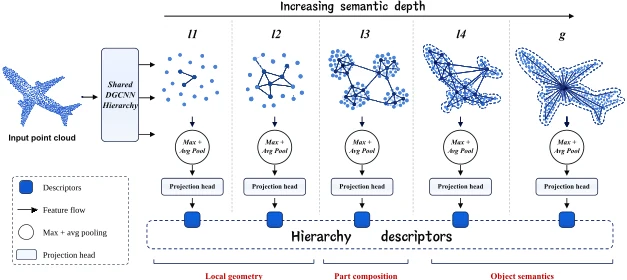 Increasing semantic depth
l1
l2
l3
l4
g
Shared
DGCNN
Hierarchy
Input point cloud
Max +
Avg Pool
Max +
Avg Pool
Max +
Avg Pool
Max +
Avg Pool
Max +
Avg Pool
Projection head
Projection head
Projection head
Projection head
Projection head
Descriptors
Feature flow
Max + avg pooling
Projection head
Hierarchy descriptors
Local geometry
Part composition
Object semantics